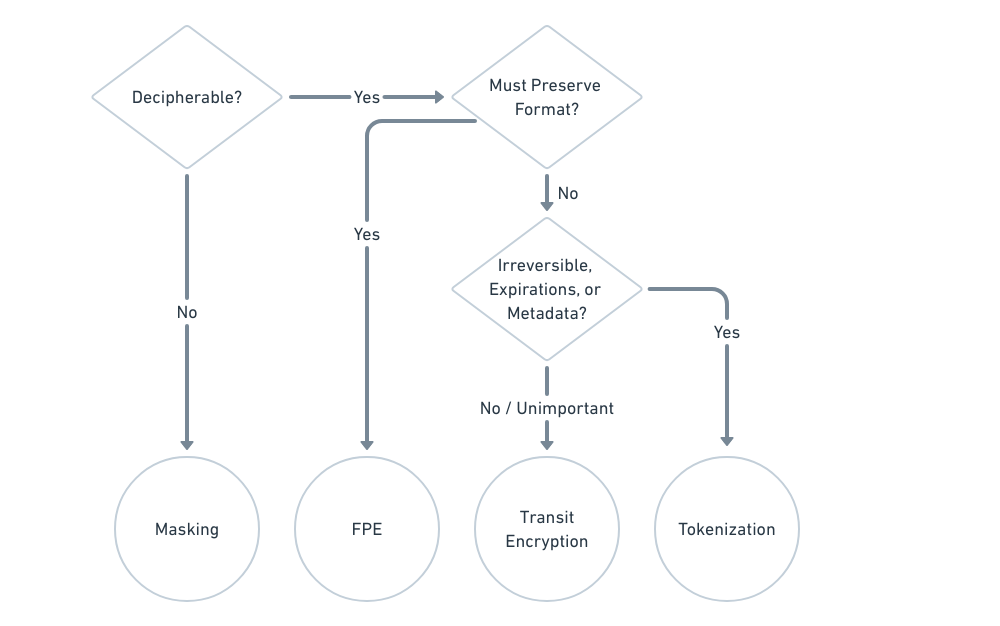 Decipherable?
Yes
Must Preserve
Format?
No
Yes
Irreversible,
Expirations, or
Metadata?
Yes
No
No / Unimportant
Masking
FPE
Transit
Encryption
Tokenization